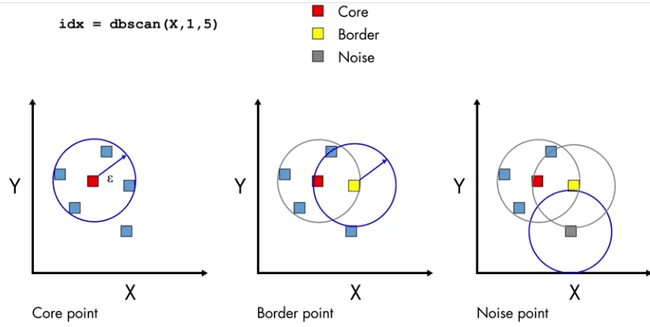 idx = dbscan(X,1,5)
Core
Border
Noise
Y
ε
X
Core point
Y
X
Border point
Y
X
Noise point